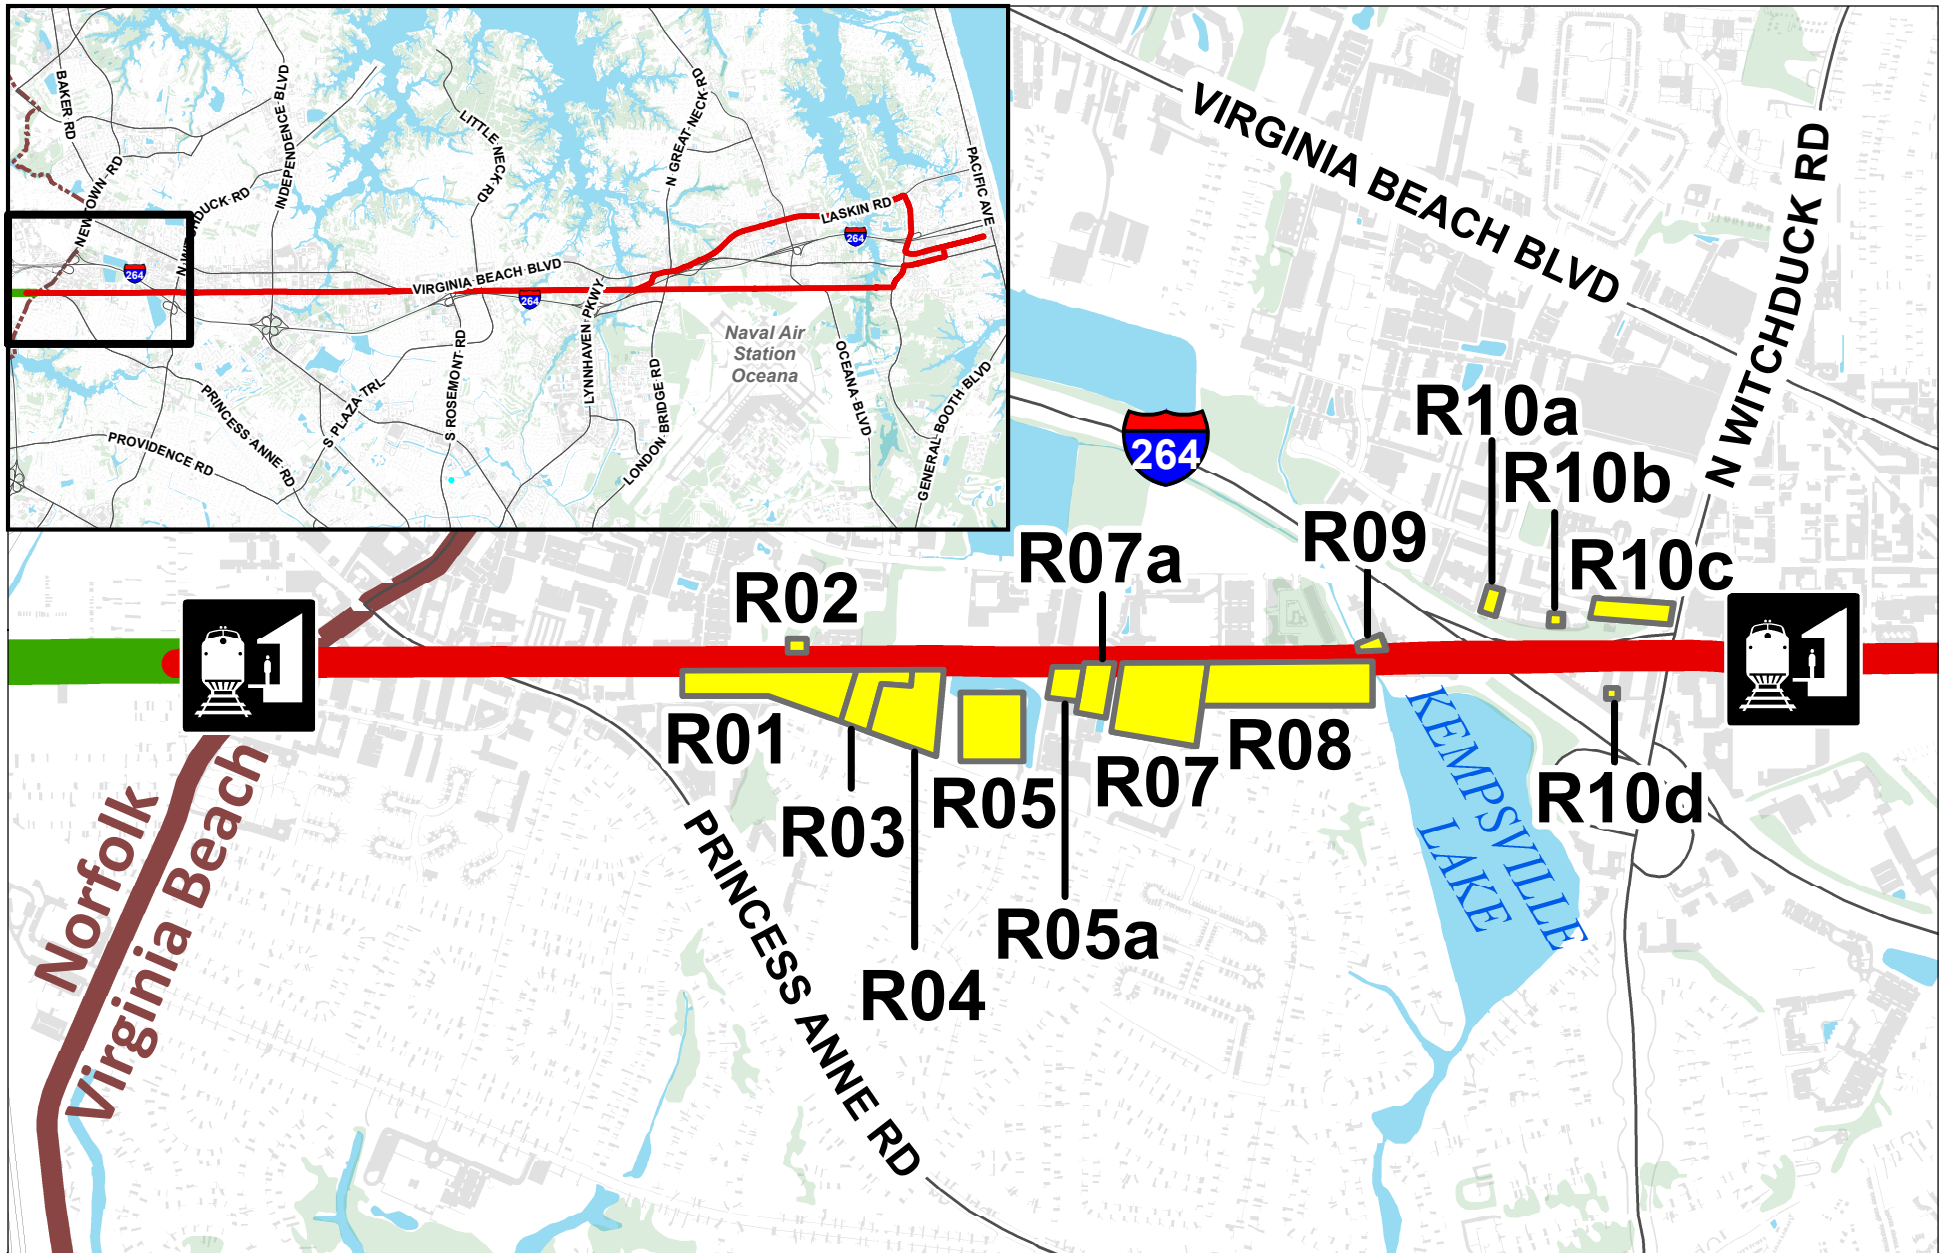 BAKER RD
INDEPENDENCE BLVD
LITTLE NECK RD
N GREAT NECK RD
PACIFIC AVE
NEWTOWN RD
N WITCHDUCK RD
LASKIN RD
264
264
264
VIRGINIA BEACH BLVD
LYNNHAVEN PKWY
Naval Air
Station
Oceana
S ROSEMONT RD
OCEANA BLVD
PRINCESS ANNE RD
S PLAZA TRL
LONDON BRIDGE RD
GENERAL BOOTH BLVD
PROVIDENCE RD
VIRGINIA BEACH BLVD
N WITCHDUCK RD
264
R10a
R10b
R09
R07a
R10c
R02
R01
R08
R07
R05
R03
R10d
R05a
R04
KEMPSVILLE
LAKE
Norfolk
Virginia Beach
PRINCESS ANNE RD